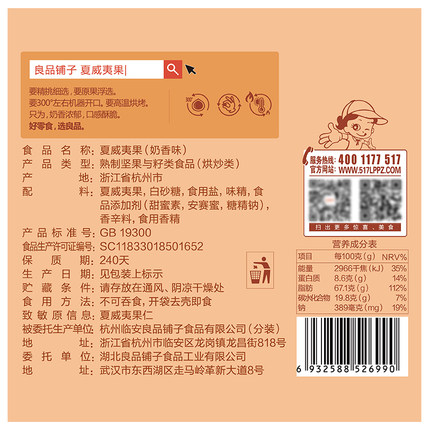 良品铺子 夏威夷果
要精挑细选,要原果浮选。
要300°左右机器开口。要高温烘烤。
只为,奶香浓郁,口感酥脆。
好零食,选良品。
服务热线: 400 1177 517
官方网站: WWW.517LPPZ.COM
扫出更多惊喜,美食
食品名称: 夏威夷果(奶香味)
产品类型: 熟制坚果与籽类食品(烘炒类)
产地: 浙江省杭州市
配料: 夏威夷果,白砂糖,食用盐,味精,食
品添加剂(甜蜜素,安赛蜜,糖精钠),
香辛料,食用香精
产品标准号: GB 19300
食品生产许可证编号: SC11833018501652
保质期: 240天
生产日期: 见包装上标示
贮藏条件: 请存放在通风、阴凉干燥处
食用方法: 不可吞食,开袋去壳即食
致敏原信息: 夏威夷果仁
被委托生产单位: 杭州临安良品铺子食品有限公司(分装)
地址: 浙江省杭州市临安区龙岗镇龙昌街818号
委托单位: 湖北良品铺子食品工业有限公司
地址: 武汉市东西湖区走马岭革新大道8号
营养成分表
项目 每100克(g) NRV%
能量 2966千焦(kJ) 35%
蛋白质 8.6克(g) 14%
脂肪 67.1克(g) 112%
碳水化合物 19.8克(g) 7%
钠 389毫克(mg) 19%
6 932588 526990